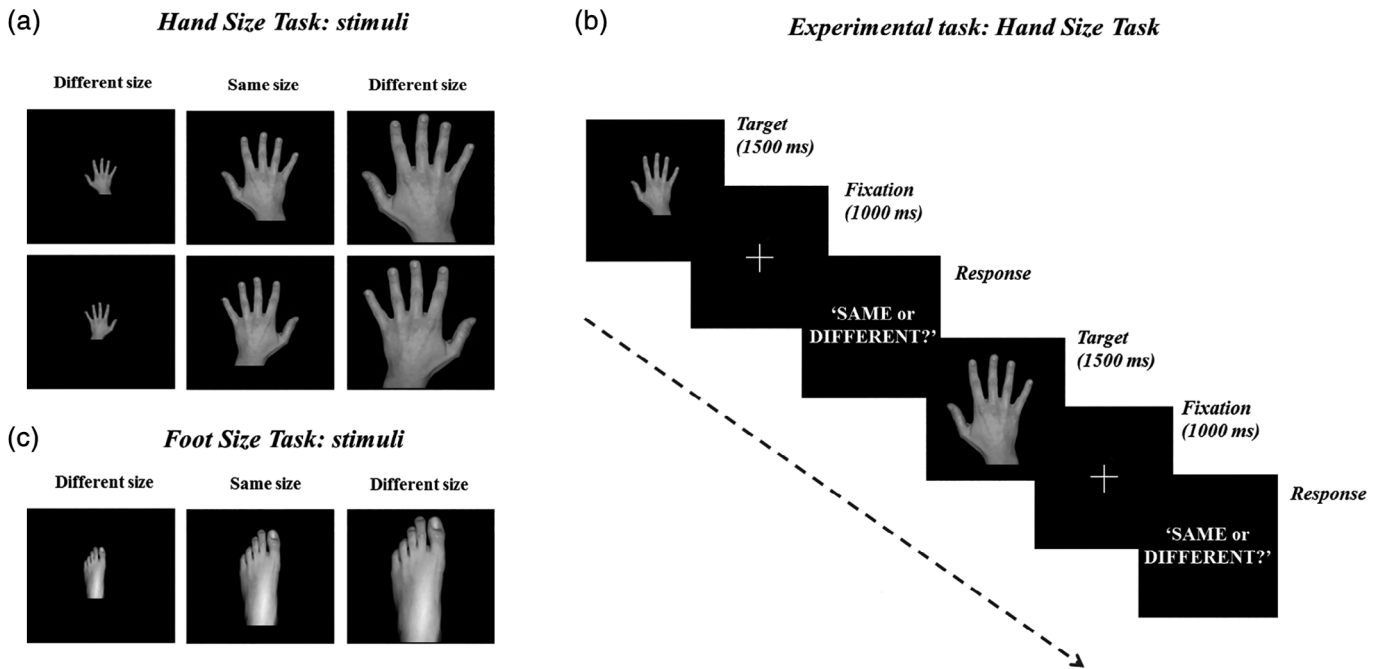 (a)
Hand Size Task: stimuli
Different size
Same size
Different size
(b)
Experimental task: Hand Size Task
Target
(1500 ms)
Fixation
(1000 ms)
Response
‘SAME or
DIFFERENT?’
Target
(1500 ms)
Fixation
(1000 ms)
Response
‘SAME or
DIFFERENT?’
(c)
Foot Size Task: stimuli
Different size
Same size
Different size